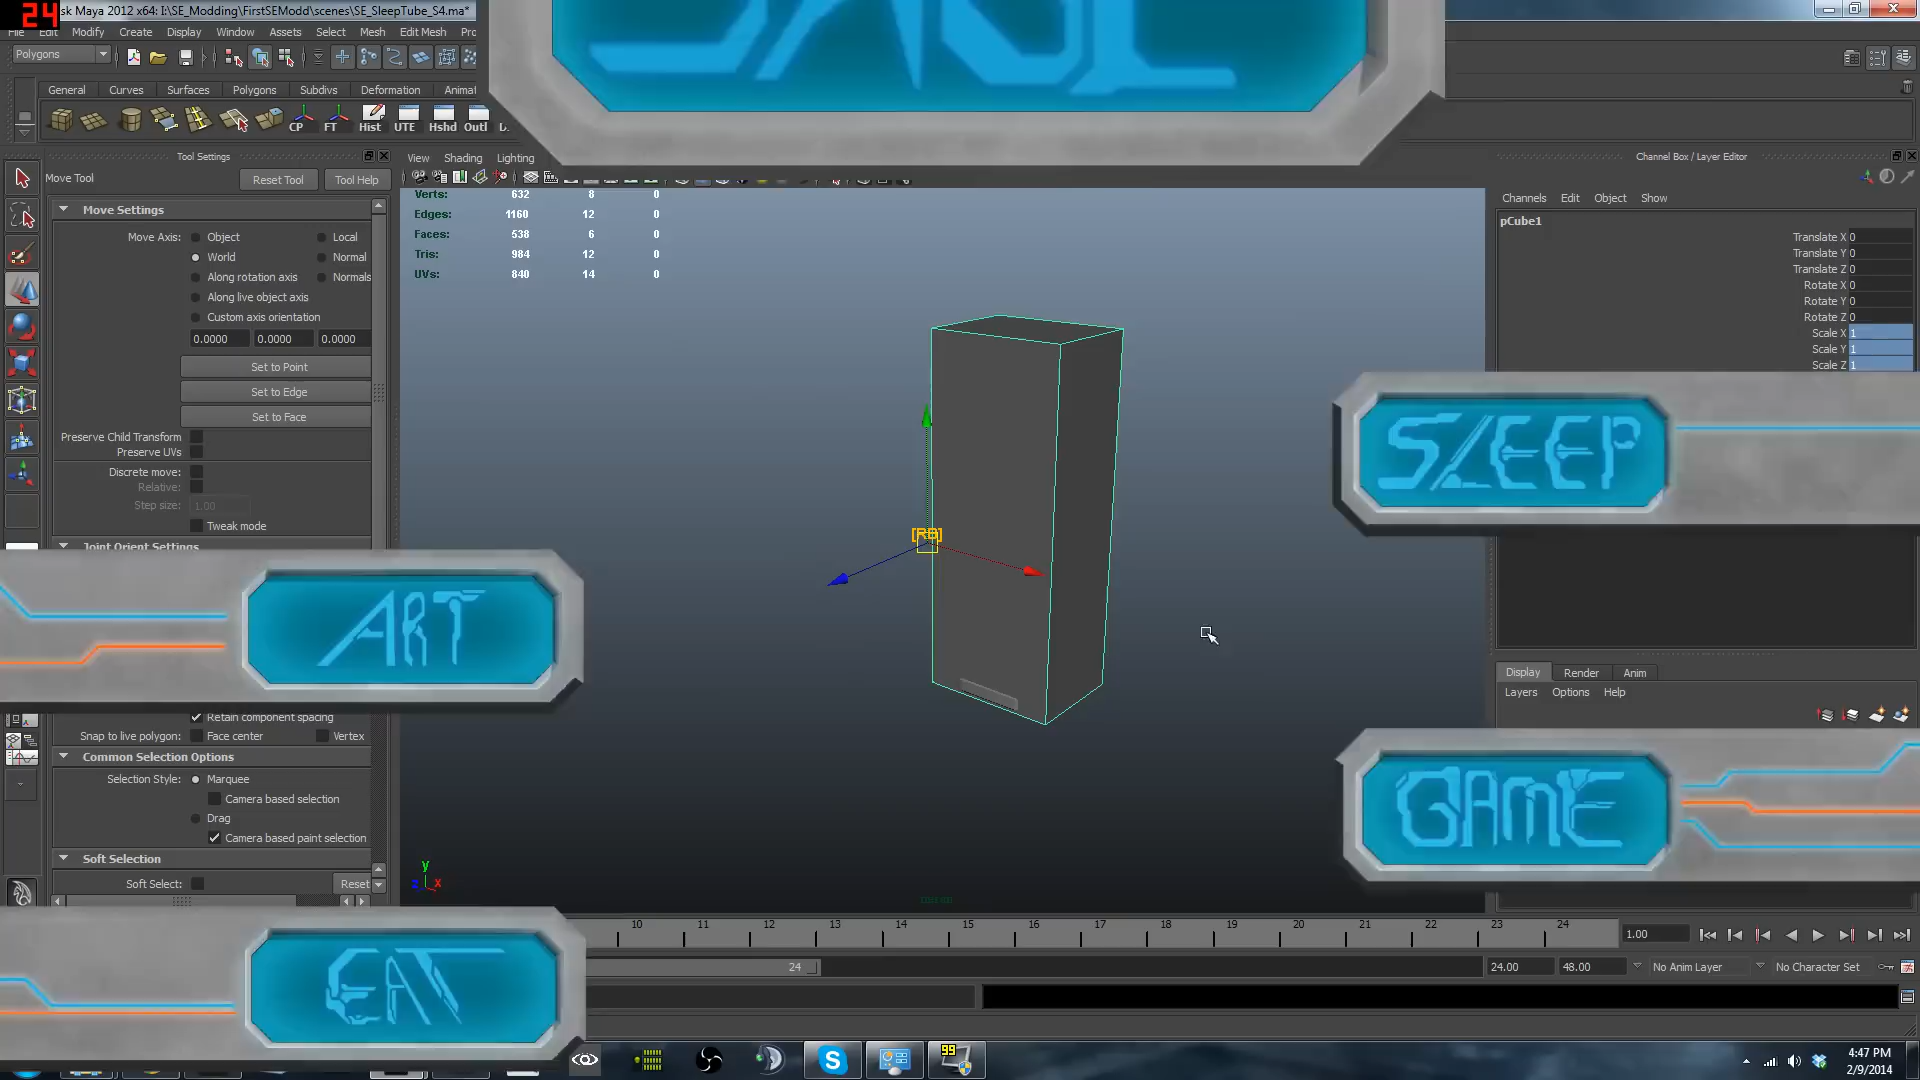 24
sk Maya 2012 x64: I:\SE_Modding\FirstSEModd\scenes\SE_SleepTube_S4.ma*
File Edit Modify Create Display Window Assets Select Mesh Edit Mesh
Polygons
General Curves Surfaces Polygons Subdivs Deformation Animat
CP FT Hist UTE Hshd Outl
Tool Settings
Move Tool
Reset Tool Tool Help
Move Settings
Move Axis: Object Local
World Normal
Along rotation axis Normals
Along live object axis
Custom axis orientation
0.0000 0.0000 0.0000
Set to Point
Set to Edge
Set to Face
Preserve Child Transform
Preserve UVs
Discrete move:
Relative:
Step size: 1.00
Tweak mode
Joint Orient Settings
Retain component spacing
Snap to live polygon: Face center Vertex
Common Selection Options
Selection Style: Marquee
Camera based selection
Drag
Camera based paint selection
Soft Selection
Soft Select: Reset
View Shading Lighting
Verts: 632 8 0
Edges: 1160 12 0
Faces: 538 6 0
Tris: 984 12 0
UVs: 840 14 0
y
z x
Channel Box / Layer Editor
Channels Edit Object Show
pCube1
Translate X 0
Translate Y 0
Translate Z 0
Rotate X 0
Rotate Y 0
Rotate Z 0
Scale X 1
Scale Y 1
Scale Z 1
SLEEP
ART
GAME
EAT
Display Render Anim
Layers Options Help
10 11 12 13 14 15 16 17 18 19 20 21 22 23 24
1.00
24
24.00 48.00 No Anim Layer No Character Set
99
4:47 PM
2/9/2014